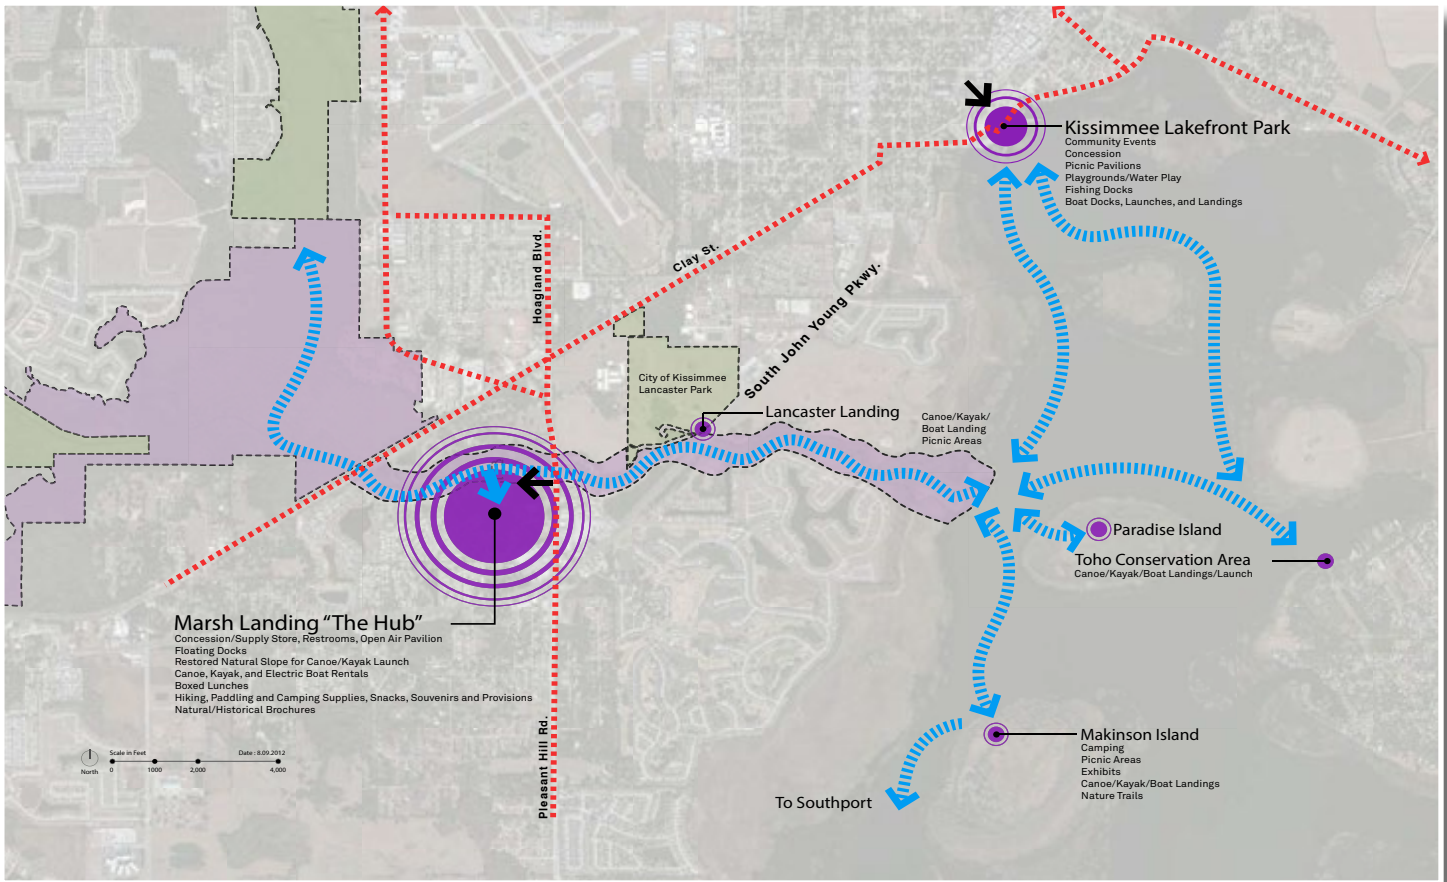 Kissimmee Lakefront Park
Community Events
Concession
Picnic Pavilions
Playgrounds/Water Play
Fishing Docks
Boat Docks, Launches, and Landings
Hoagland Blvd.
Clay St.
South John Young Pkwy.
City of Kissimmee
Lancaster Park
Lancaster Landing
Canoe/Kayak/
Boat Landing
Picnic Areas
Paradise Island
Toho Conservation Area
Canoe/Kayak/Boat Landings/Launch
Marsh Landing “The Hub”
Concession/Supply Store, Restrooms, Open Air Pavilion
Floating Docks
Restored Natural Slope for Canoe/Kayak Launch
Canoe, Kayak, and Electric Boat Rentals
Boxed Lunches
Hiking, Paddling and Camping Supplies, Snacks, Souvenirs and Provisions
Natural/Historical Brochures
Pleasant Hill Rd.
Makinson Island
Camping
Picnic Areas
Exhibits
Canoe/Kayak/Boat Landings
Nature Trails
To Southport
Scale in Feet
Date : 8.09.2012
North
0 1000 2,000 4,000